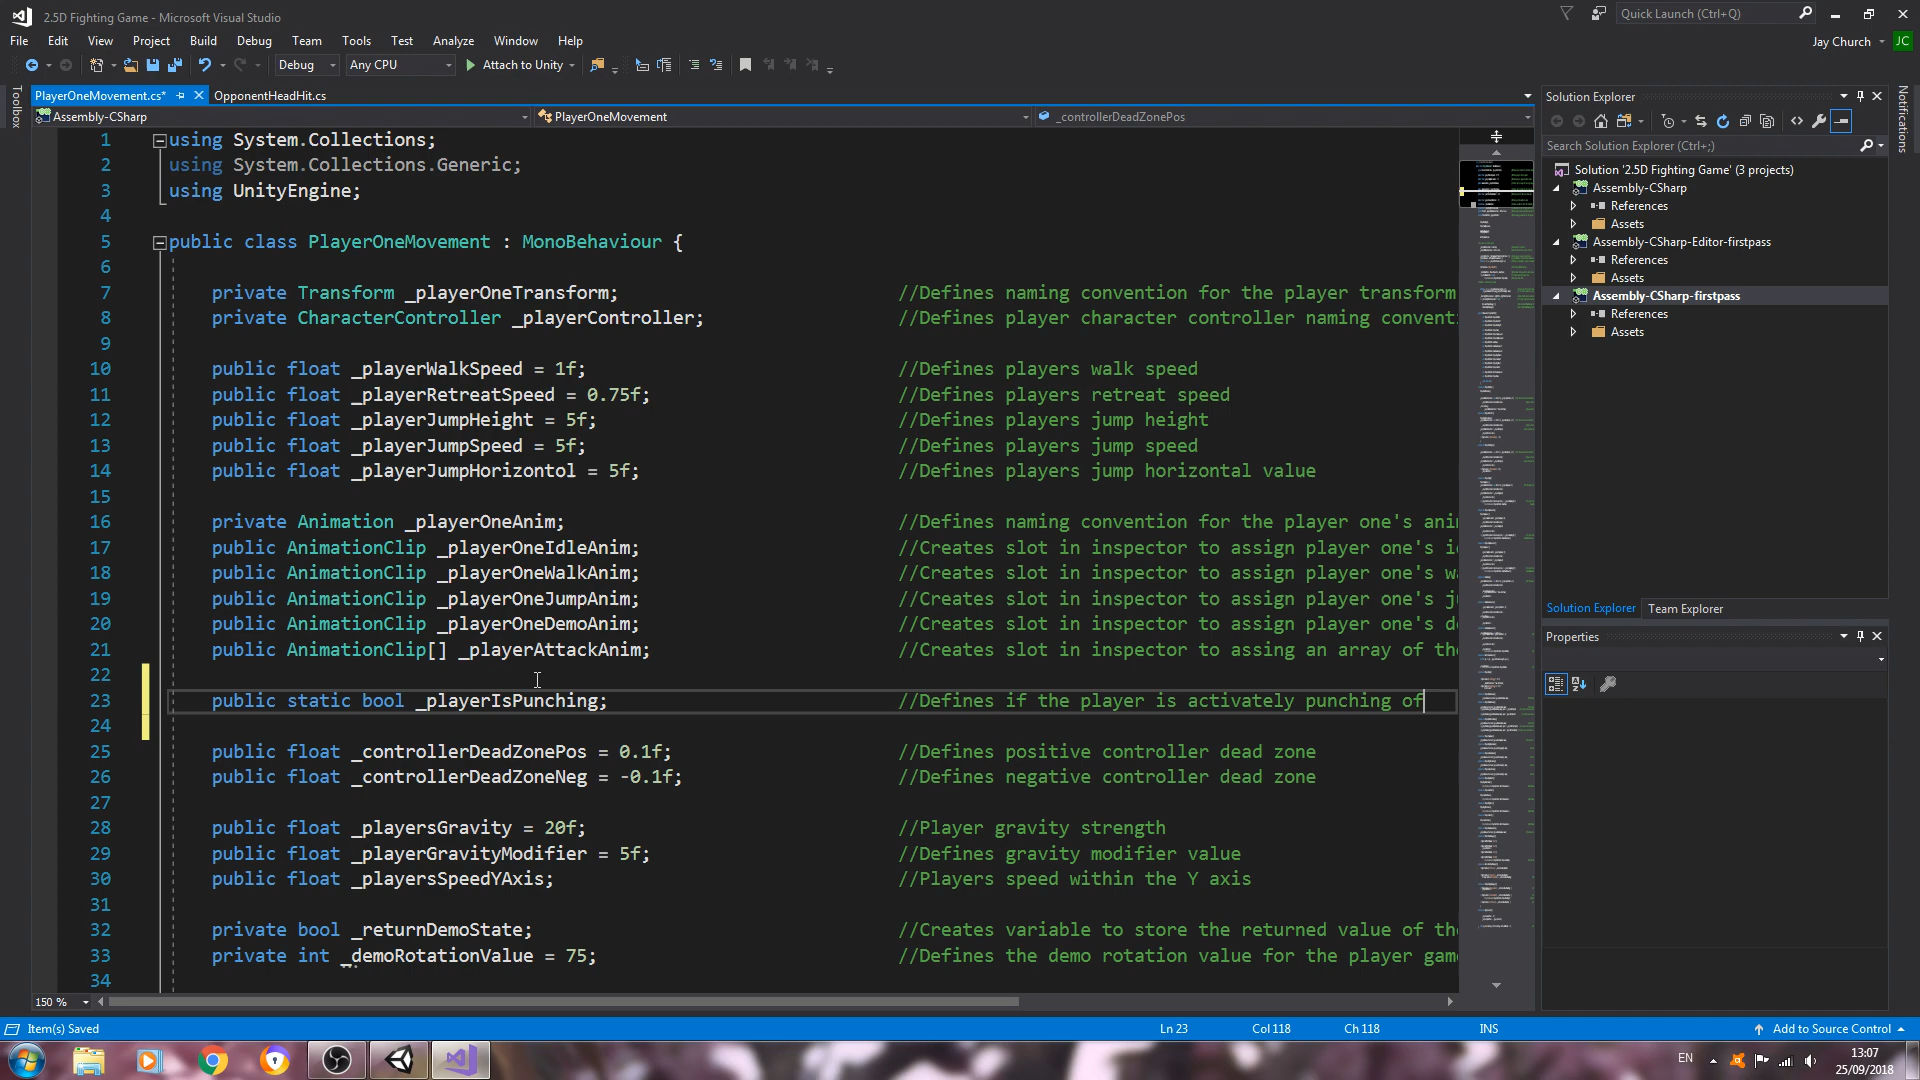 2.5D Fighting Game - Microsoft Visual Studio
Quick Launch (Ctrl+Q)
File Edit View Project Build Debug Team Tools Test Analyze Window Help
Jay Church JC
Debug Any CPU Attach to Unity
Toolbox
PlayerOneMovement.cs* OpponentHeadHit.cs
Assembly-CSharp PlayerOneMovement _controllerDeadZonePos
1 using System.Collections;
2 using System.Collections.Generic;
3 using UnityEngine;
4
5 public class PlayerOneMovement : MonoBehaviour {
6
7 private Transform _playerOneTransform; //Defines naming convention for the player transform
8 private CharacterController _playerController; //Defines player character controller naming conventi
9
10 public float _playerWalkSpeed = 1f; //Defines players walk speed
11 public float _playerRetreatSpeed = 0.75f; //Defines players retreat speed
12 public float _playerJumpHeight = 5f; //Defines players jump height
13 public float _playerJumpSpeed = 5f; //Defines players jump speed
14 public float _playerJumpHorizontol = 5f; //Defines players jump horizontal value
15
16 private Animation _playerOneAnim; //Defines naming convention for the player one's ani
17 public AnimationClip _playerOneIdleAnim; //Creates slot in inspector to assign player one's i
18 public AnimationClip _playerOneWalkAnim; //Creates slot in inspector to assign player one's w
19 public AnimationClip _playerOneJumpAnim; //Creates slot in inspector to assign player one's j
20 public AnimationClip _playerOneDemoAnim; //Creates slot in inspector to assign player one's d
21 public AnimationClip[] _playerAttackAnim; //Creates slot in inspector to assing an array of the
22
23 public static bool _playerIsPunching; //Defines if the player is activately punching of
24
25 public float _controllerDeadZonePos = 0.1f; //Defines positive controller dead zone
26 public float _controllerDeadZoneNeg = -0.1f; //Defines negative controller dead zone
27
28 public float _playersGravity = 20f; //Player gravity strength
29 public float _playerGravityModifier = 5f; //Defines gravity modifier value
30 public float _playersSpeedYAxis; //Players speed within the Y axis
31
32 private bool _returnDemoState; //Creates variable to store the returned value of the
33 private int _demoRotationValue = 75; //Defines the demo rotation value for the player gam
34
150 %
Solution Explorer
Search Solution Explorer (Ctrl+;)
Solution '2.5D Fighting Game' (3 projects)
Assembly-CSharp
References
Assets
Assembly-CSharp-Editor-firstpass
References
Assets
Assembly-CSharp-firstpass
References
Assets
Solution Explorer Team Explorer
Properties
Notifications
Item(s) Saved Ln 23 Col 118 Ch 118 INS Add to Source Control
EN 13:07
25/09/2018